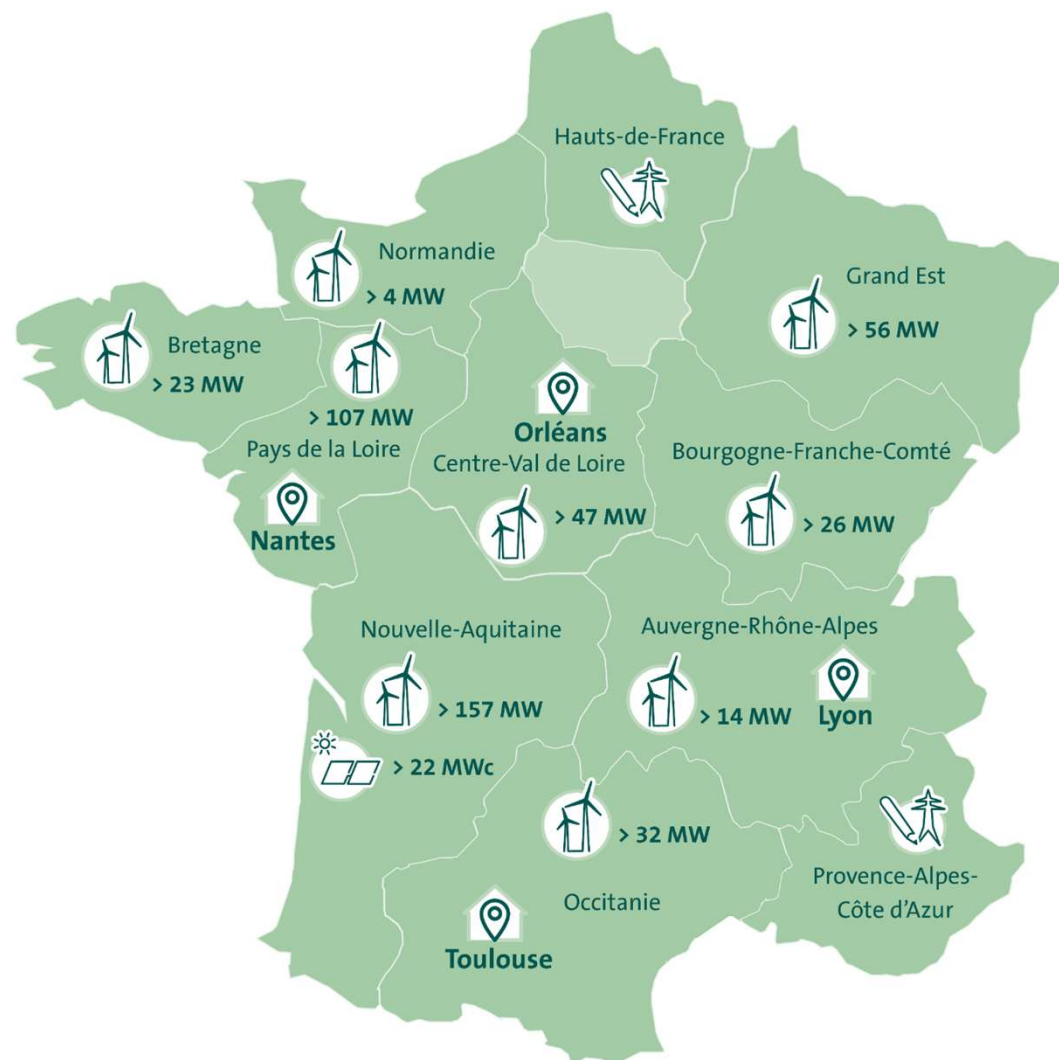 Hauts-de-France
Normandie
> 4 MW
Grand Est
> 56 MW
Bretagne
> 23 MW
> 107 MW
Pays de la Loire
Nantes
Orléans
Centre-Val de Loire
> 47 MW
Bourgogne-Franche-Comté
> 26 MW
Nouvelle-Aquitaine
> 157 MW
> 22 MWc
Auvergne-Rhône-Alpes
> 14 MW
Lyon
> 32 MW
Occitanie
Toulouse
Provence-Alpes-
Côte d’Azur